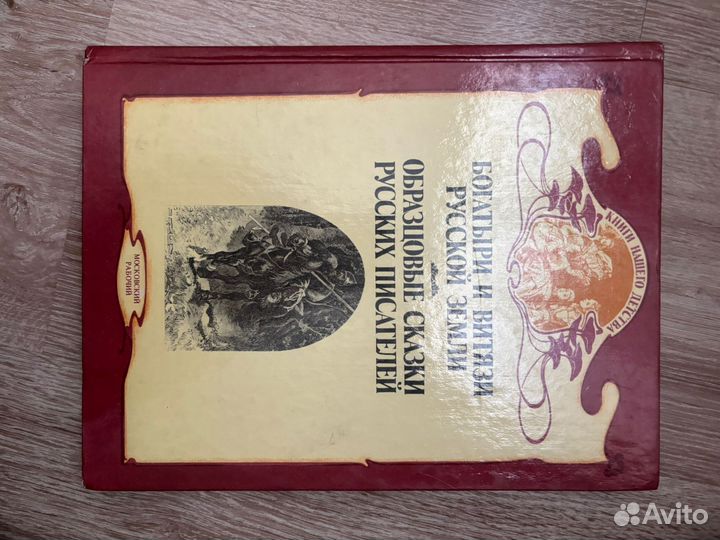 КНИГИ НАШЕГО ДЕТСТВА
БОГАТЫРИ И ВИТЯЗИ
РУССКОЙ ЗЕМЛИ
ОБРАЗЦОВЫЕ СКАЗКИ
РУССКИХ ПИСАТЕЛЕЙ
МОСКОВСКИЙ
РАБОЧИЙ
Avito